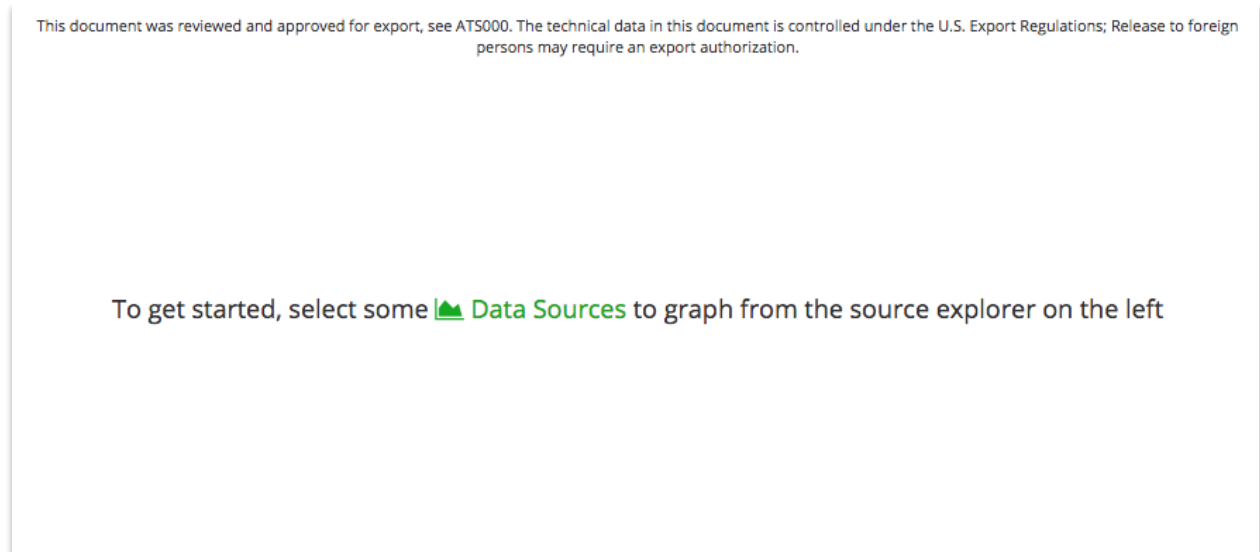 This document was reviewed and approved for export, see ATS000. The technical data in this document is controlled under the U.S. Export Regulations; Release to foreign
persons may require an export authorization.
To get started, select some Data Sources to graph from the source explorer on the left